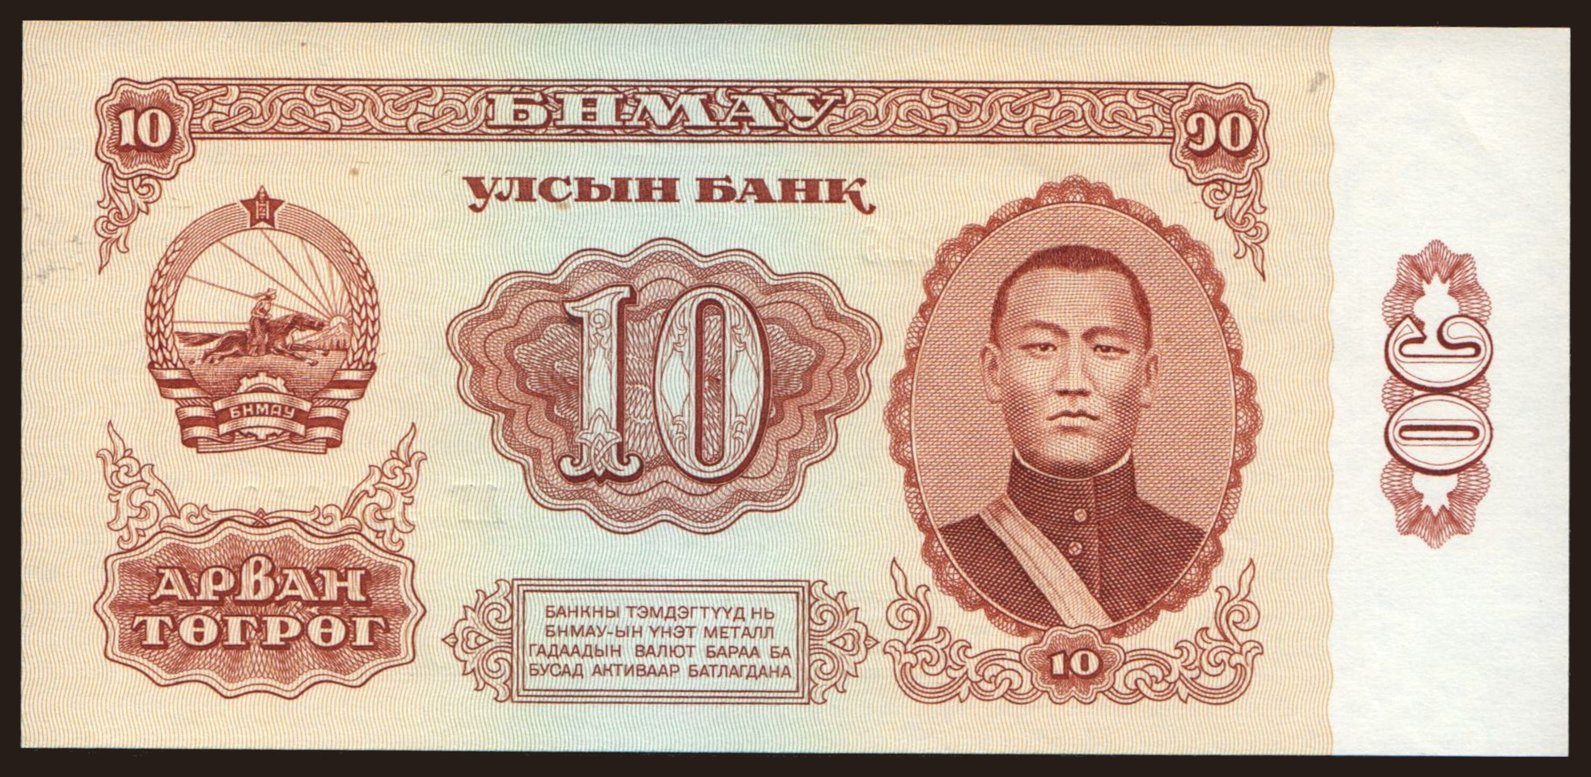 БНМАУ
10
10
УЛСЫН БАНК
10
БНМАУ
АРВАН
ТӨГРӨГ
БАНКНЫ ТЭМДЭГТҮҮД НЬ
БНМАУ-ЫН ҮНЭТ МЕТАЛЛ
ГАДААДЫН ВАЛЮТ БАРАА БА
БУСАД АКТИВААР БАТЛАГДАНА
10
10